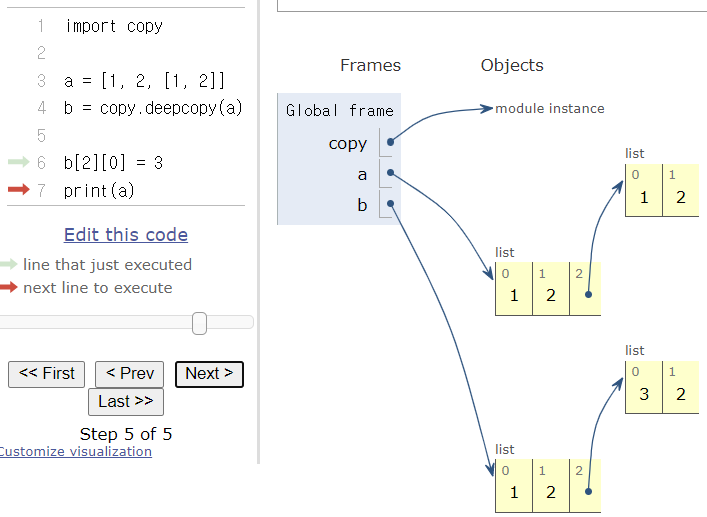 1 import copy
2
3 a = [1, 2, [1, 2]]
4 b = copy.deepcopy(a)
5
6 b[2][0] = 3
7 print(a)
Edit this code
line that just executed
next line to execute
<< First < Prev Next >
Last >>
Step 5 of 5
Customize visualization
Frames Objects
Global frame
copy
a
b
module instance
list
0 1
1 2
list
0 1 2
1 2
list
0 1
3 2
list
0 1 2
1 2